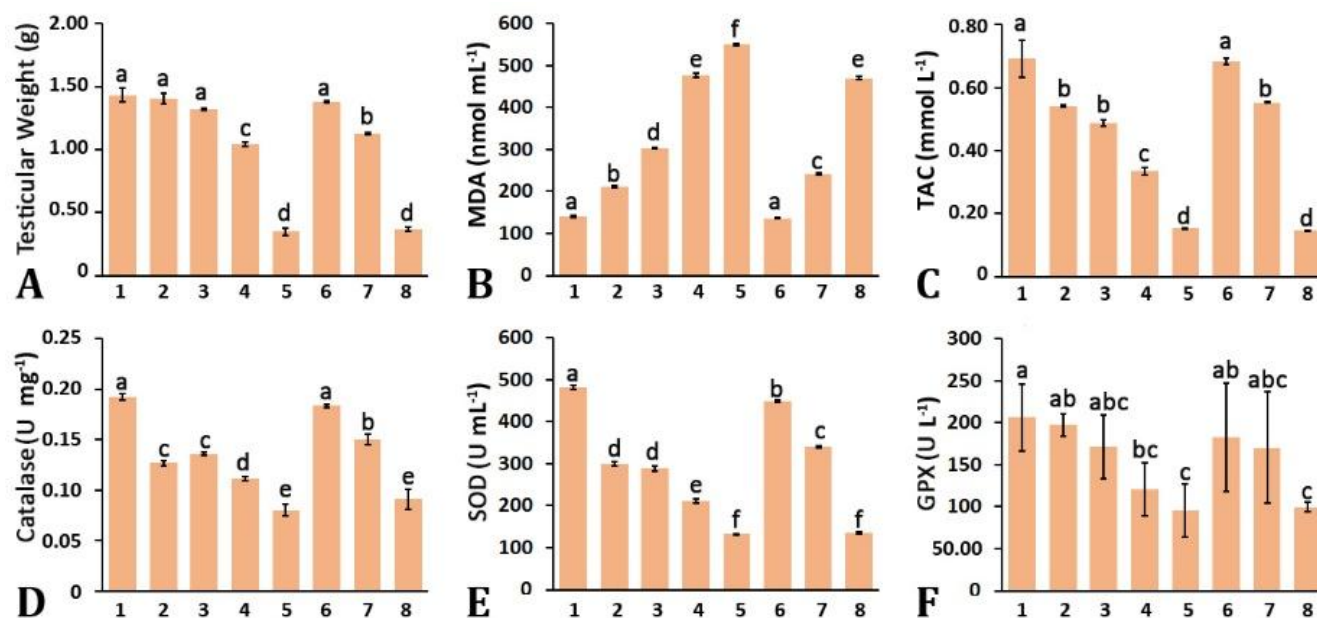 Testicular Weight (g)
2.00
1.50
1.00
0.50
0
a a a c d a c d
1 2 3 4 5 6 7 8
A
MDA (nmol mL-1)
600
500
400
300
200
100
0
a b d e f a c e
1 2 3 4 5 6 7 8
B
TAC (mmol L-1)
0.80
0.60
0.40
0.20
0
a b b c d a b d
1 2 3 4 5 6 7 8
C
Catalase (U mg-1)
0.25
0.20
0.15
0.10
0.05
0
a c c d e a b e
1 2 3 4 5 6 7 8
D
SOD (U mL-1)
600
500
400
300
200
100
0
a d d e f b c f
1 2 3 4 5 6 7 8
E
GPX (U L-1)
300
250
200
150
100
50.00
0
a ab abc bc c ab abc c
1 2 3 4 5 6 7 8
F